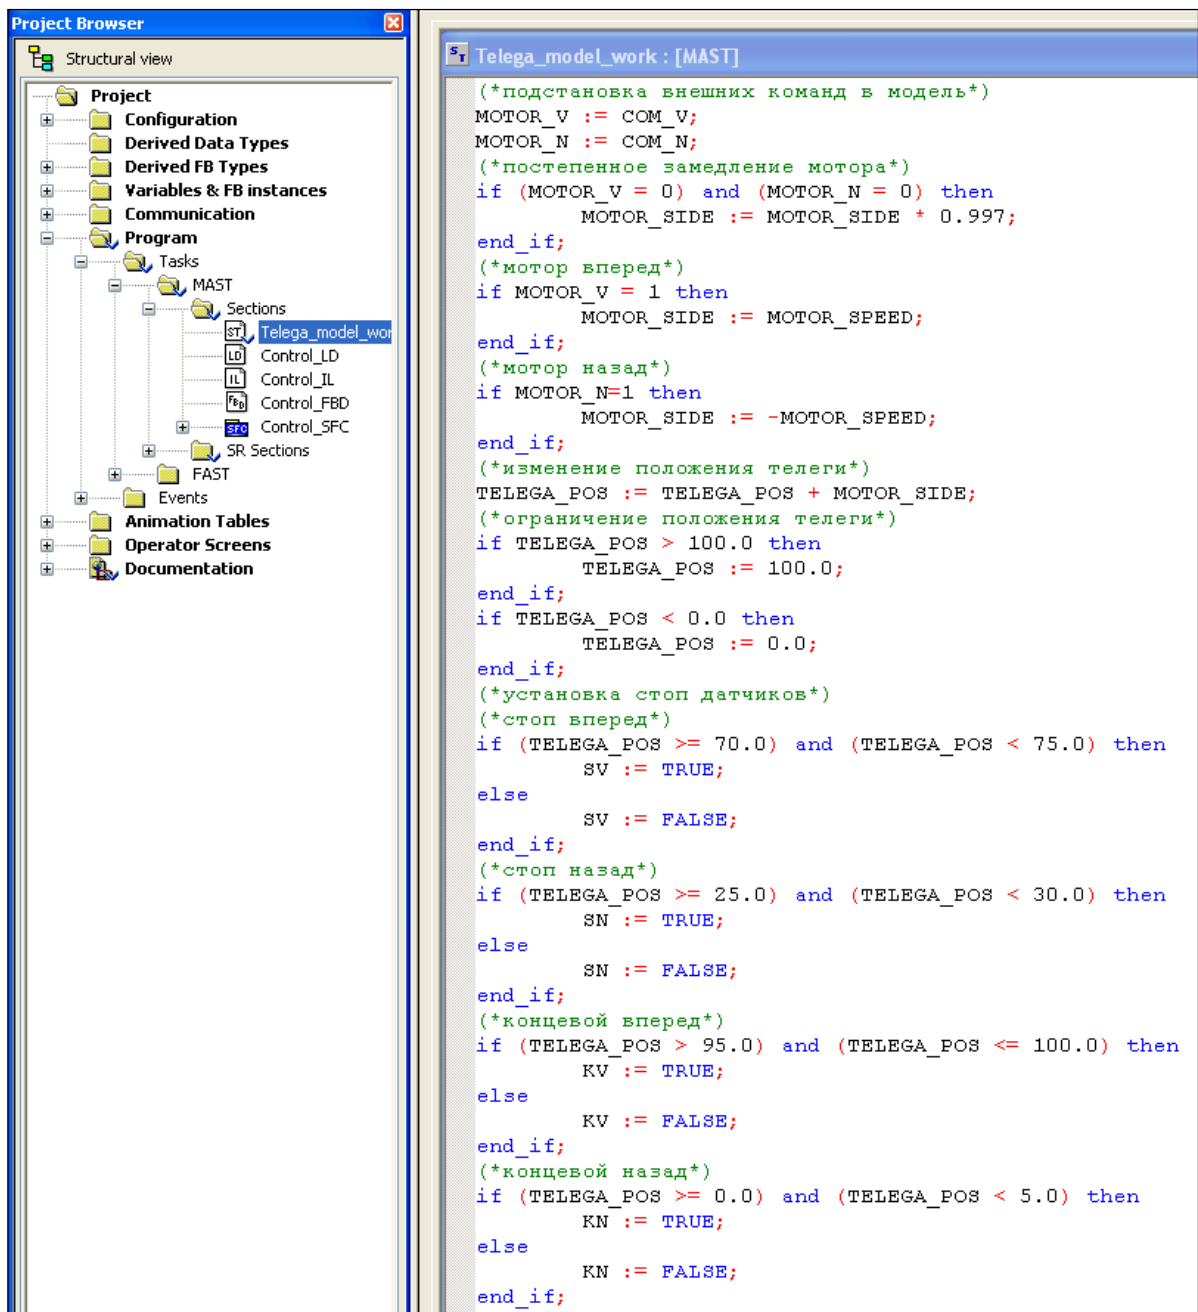 Project Browser
Structural view
Project
Configuration
Derived Data Types
Derived FB Types
Variables & FB instances
Communication
Program
Tasks
MAST
Sections
ST Telega_model_wor
LD Control_LD
IL Control_IL
FBD Control_FBD
SFC Control_SFC
SR Sections
FAST
Events
Animation Tables
Operator Screens
Documentation
ST Telega_model_work : [MAST]
(*подстановка внешних команд в модель*)
MOTOR_V := COM_V;
MOTOR_N := COM_N;
(*постепенное замедление мотора*)
if (MOTOR_V = 0) and (MOTOR_N = 0) then
MOTOR_SIDE := MOTOR_SIDE * 0.997;
end_if;
(*мотор вперед*)
if MOTOR_V = 1 then
MOTOR_SIDE := MOTOR_SPEED;
end_if;
(*мотор назад*)
if MOTOR_N=1 then
MOTOR_SIDE := -MOTOR_SPEED;
end_if;
(*изменение положения телеги*)
TELEGA_POS := TELEGA_POS + MOTOR_SIDE;
(*ограничение положения телеги*)
if TELEGA_POS > 100.0 then
TELEGA_POS := 100.0;
end_if;
if TELEGA_POS < 0.0 then
TELEGA_POS := 0.0;
end_if;
(*установка стоп датчиков*)
(*стоп вперед*)
if (TELEGA_POS >= 70.0) and (TELEGA_POS < 75.0) then
SV := TRUE;
else
SV := FALSE;
end_if;
(*стоп назад*)
if (TELEGA_POS >= 25.0) and (TELEGA_POS < 30.0) then
SN := TRUE;
else
SN := FALSE;
end_if;
(*концевой вперед*)
if (TELEGA_POS > 95.0) and (TELEGA_POS <= 100.0) then
KV := TRUE;
else
KV := FALSE;
end_if;
(*концевой назад*)
if (TELEGA_POS >= 0.0) and (TELEGA_POS < 5.0) then
KN := TRUE;
else
KN := FALSE;
end_if;